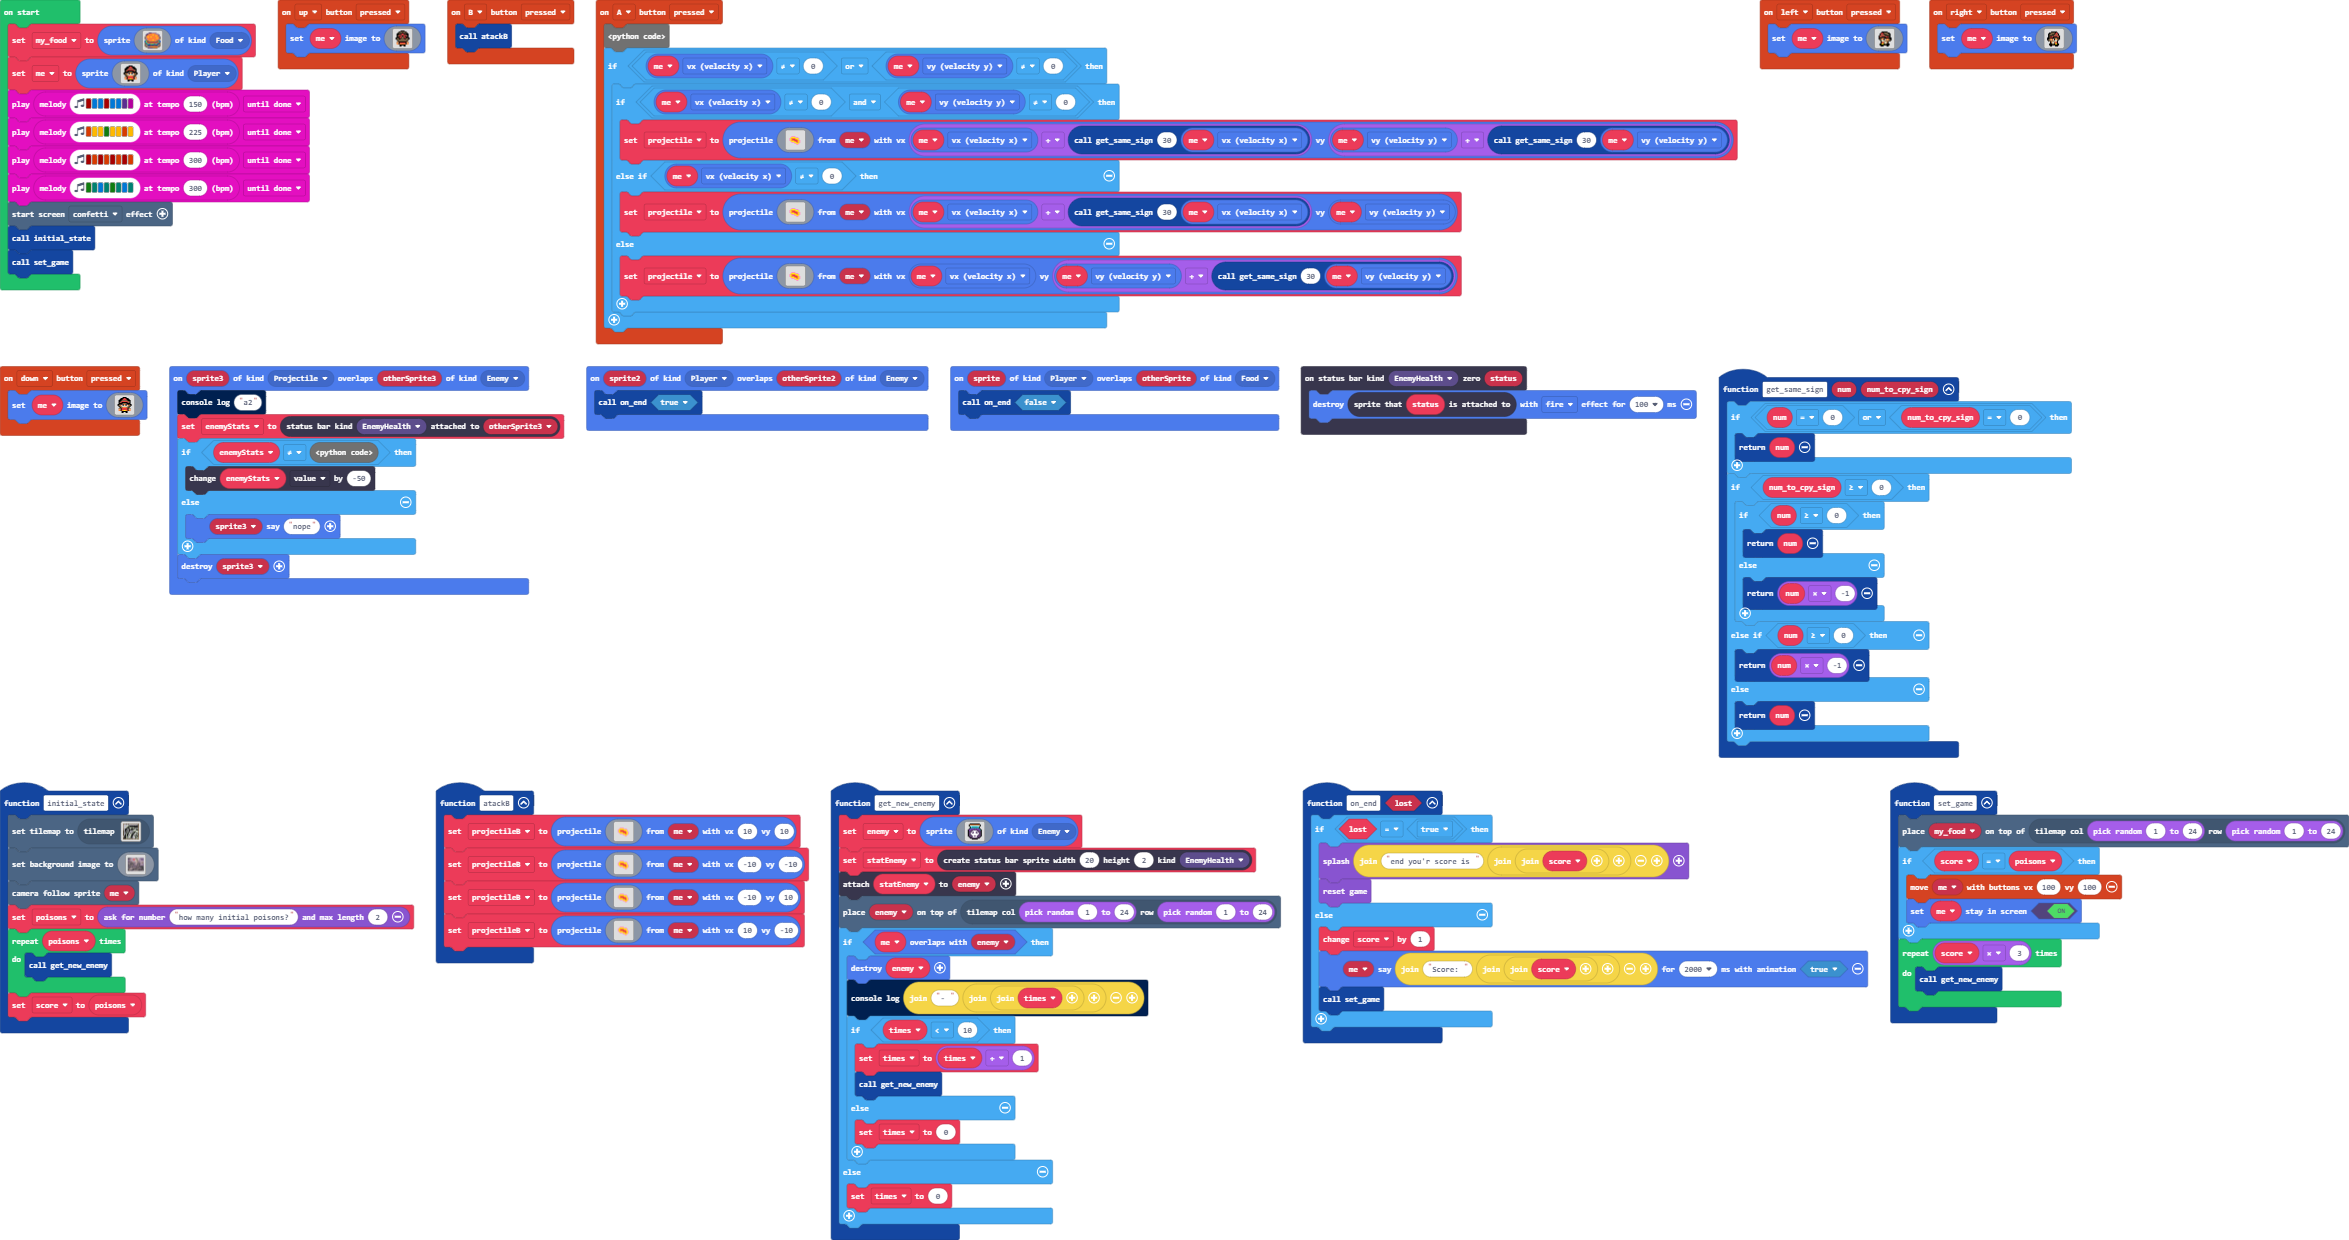 on start
set my_food to sprite of kind Food
set me to sprite of kind Player
play melody at tempo 150 (bpm) until done
play melody at tempo 225 (bpm) until done
play melody at tempo 300 (bpm) until done
play melody at tempo 300 (bpm) until done
start screen confetti effect
call initial_state
call set_game
on up button pressed
set me image to
on B button pressed
call atackB
on A button pressed
<python code>
if me vx (velocity x) ≠ 0 or me vy (velocity y) ≠ 0 then
if me vx (velocity x) ≠ 0 and me vy (velocity y) ≠ 0 then
set projectile to projectile from me with vx me vx (velocity x) + call get_same_sign 30 me vx (velocity x) vy me vy (velocity y) + call get_same_sign 30 me vy (velocity y)
else if me vx (velocity x) ≠ 0 then
set projectile to projectile from me with vx me vx (velocity x) + call get_same_sign 30 me vx (velocity x) vy me vy (velocity y)
else
set projectile to projectile from me with vx me vx (velocity x) vy me vy (velocity y) + call get_same_sign 30 me vy (velocity y)
on left button pressed
set me image to
on right button pressed
set me image to
on down button pressed
set me image to
on sprite3 of kind Projectile overlaps otherSprite3 of kind Enemy
console log "a2"
set enemyStats to status bar kind EnemyHealth attached to otherSprite3
if enemyStats ≠ <python code> then
change enemyStats value by -50
else
sprite3 say "nope"
destroy sprite3
on sprite2 of kind Player overlaps otherSprite2 of kind Enemy
call on_end true
on sprite of kind Player overlaps otherSprite of kind Food
call on_end false
on status bar kind EnemyHealth zero status
destroy sprite that status is attached to with fire effect for 100 ms
function get_same_sign num num_to_cpy_sign
if num = 0 or num_to_cpy_sign = 0 then
return num
if num_to_cpy_sign ≥ 0 then
if num ≥ 0 then
return num
else
return num × -1
else if num ≥ 0 then
return num × -1
else
return num
function initial_state
set tilemap to tilemap
set background image to
camera follow sprite me
set poisons to ask for number "how many initial poisons?" and max length 2
repeat poisons times
do call get_new_enemy
set score to poisons
function atackB
set projectileB to projectile from me with vx 10 vy 10
set projectileB to projectile from me with vx -10 vy -10
set projectileB to projectile from me with vx -10 vy 10
set projectileB to projectile from me with vx 10 vy -10
function get_new_enemy
set enemy to sprite of kind Enemy
set statEnemy to create status bar sprite width 20 height 2 kind EnemyHealth
attach statEnemy to enemy
place enemy on top of tilemap col pick random 1 to 24 row pick random 1 to 24
if me overlaps with enemy then
destroy enemy
console log join "-" join join times
if times < 10 then
set times to times + 1
call get_new_enemy
else
set times to 0
else
set times to 0
function on_end lost
if lost = true then
splash join "end you'r score is " join join score
reset game
else
change score by 1
me say join "Score: " join join score for 2000 ms with animation true
call set_game
function set_game
place my_food on top of tilemap col pick random 1 to 24 row pick random 1 to 24
if score = poisons then
move me with buttons vx 100 vy 100
set me stay in screen ON
repeat score × 3 times
do call get_new_enemy